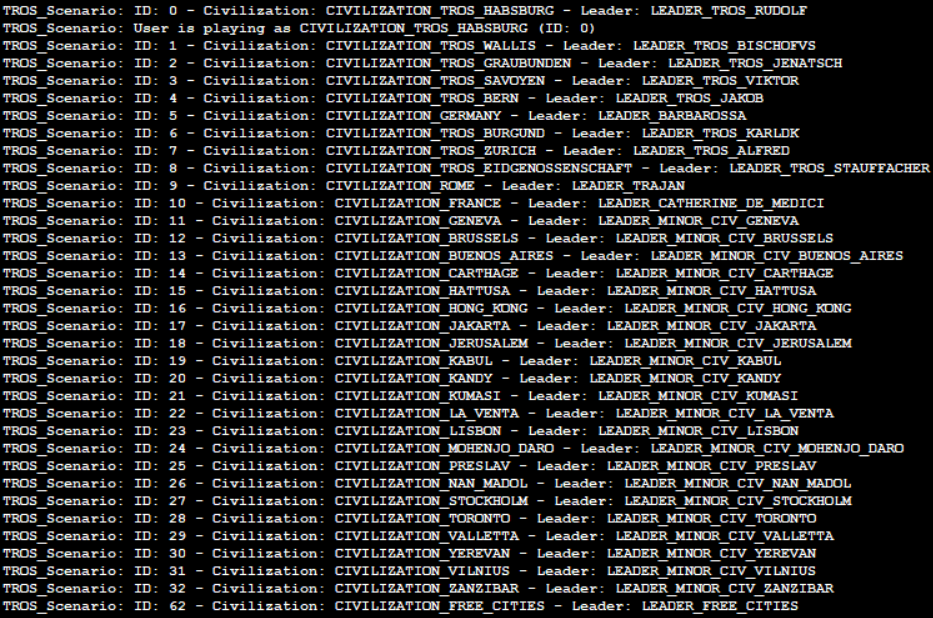 TROS_Scenario: ID: 0 - Civilization: CIVILIZATION_TROS_HABSBURG - Leader: LEADER_TROS_RUDOLF
TROS_Scenario: User is playing as CIVILIZATION_TROS_HABSBURG (ID: 0)
TROS_Scenario: ID: 1 - Civilization: CIVILIZATION_TROS_WALLIS - Leader: LEADER_TROS_BISCHOFVS
TROS_Scenario: ID: 2 - Civilization: CIVILIZATION_TROS_GRAUBUNDEN - Leader: LEADER_TROS_JENATSCH
TROS_Scenario: ID: 3 - Civilization: CIVILIZATION_TROS_SAVOYEN - Leader: LEADER_TROS_VIKTOR
TROS_Scenario: ID: 4 - Civilization: CIVILIZATION_TROS_BERN - Leader: LEADER_TROS_JAKOB
TROS_Scenario: ID: 5 - Civilization: CIVILIZATION_GERMANY - Leader: LEADER_BARBAROSSA
TROS_Scenario: ID: 6 - Civilization: CIVILIZATION_TROS_BURGUND - Leader: LEADER_TROS_KARLDK
TROS_Scenario: ID: 7 - Civilization: CIVILIZATION_TROS_ZURICH - Leader: LEADER_TROS_ALFRED
TROS_Scenario: ID: 8 - Civilization: CIVILIZATION_TROS_EIDGENOSSENSCHAFT - Leader: LEADER_TROS_STAUFFACHER
TROS_Scenario: ID: 9 - Civilization: CIVILIZATION_ROME - Leader: LEADER_TRAJAN
TROS_Scenario: ID: 10 - Civilization: CIVILIZATION_FRANCE - Leader: LEADER_CATHERINE_DE_MEDICI
TROS_Scenario: ID: 11 - Civilization: CIVILIZATION_GENEVA - Leader: LEADER_MINOR_CIV_GENEVA
TROS_Scenario: ID: 12 - Civilization: CIVILIZATION_BRUSSELS - Leader: LEADER_MINOR_CIV_BRUSSELS
TROS_Scenario: ID: 13 - Civilization: CIVILIZATION_BUENOS_AIRES - Leader: LEADER_MINOR_CIV_BUENOS_AIRES
TROS_Scenario: ID: 14 - Civilization: CIVILIZATION_CARTHAGE - Leader: LEADER_MINOR_CIV_CARTHAGE
TROS_Scenario: ID: 15 - Civilization: CIVILIZATION_HATTUSA - Leader: LEADER_MINOR_CIV_HATTUSA
TROS_Scenario: ID: 16 - Civilization: CIVILIZATION_HONG_KONG - Leader: LEADER_MINOR_CIV_HONG_KONG
TROS_Scenario: ID: 17 - Civilization: CIVILIZATION_JAKARTA - Leader: LEADER_MINOR_CIV_JAKARTA
TROS_Scenario: ID: 18 - Civilization: CIVILIZATION_JERUSALEM - Leader: LEADER_MINOR_CIV_JERUSALEM
TROS_Scenario: ID: 19 - Civilization: CIVILIZATION_KABUL - Leader: LEADER_MINOR_CIV_KABUL
TROS_Scenario: ID: 20 - Civilization: CIVILIZATION_KANDY - Leader: LEADER_MINOR_CIV_KANDY
TROS_Scenario: ID: 21 - Civilization: CIVILIZATION_KUMASI - Leader: LEADER_MINOR_CIV_KUMASI
TROS_Scenario: ID: 22 - Civilization: CIVILIZATION_LA_VENTA - Leader: LEADER_MINOR_CIV_LA_VENTA
TROS_Scenario: ID: 23 - Civilization: CIVILIZATION_LISBON - Leader: LEADER_MINOR_CIV_LISBON
TROS_Scenario: ID: 24 - Civilization: CIVILIZATION_MOHENJO_DARO - Leader: LEADER_MINOR_CIV_MOHENJO_DARO
TROS_Scenario: ID: 25 - Civilization: CIVILIZATION_PRESLAV - Leader: LEADER_MINOR_CIV_PRESLAV
TROS_Scenario: ID: 26 - Civilization: CIVILIZATION_NAN_MADOL - Leader: LEADER_MINOR_CIV_NAN_MADOL
TROS_Scenario: ID: 27 - Civilization: CIVILIZATION_STOCKHOLM - Leader: LEADER_MINOR_CIV_STOCKHOLM
TROS_Scenario: ID: 28 - Civilization: CIVILIZATION_TORONTO - Leader: LEADER_MINOR_CIV_TORONTO
TROS_Scenario: ID: 29 - Civilization: CIVILIZATION_VALLETTA - Leader: LEADER_MINOR_CIV_VALLETTA
TROS_Scenario: ID: 30 - Civilization: CIVILIZATION_YEREVAN - Leader: LEADER_MINOR_CIV_YEREVAN
TROS_Scenario: ID: 31 - Civilization: CIVILIZATION_VILNIUS - Leader: LEADER_MINOR_CIV_VILNIUS
TROS_Scenario: ID: 32 - Civilization: CIVILIZATION_ZANZIBAR - Leader: LEADER_MINOR_CIV_ZANZIBAR
TROS_Scenario: ID: 62 - Civilization: CIVILIZATION_FREE_CITIES - Leader: LEADER_FREE_CITIES